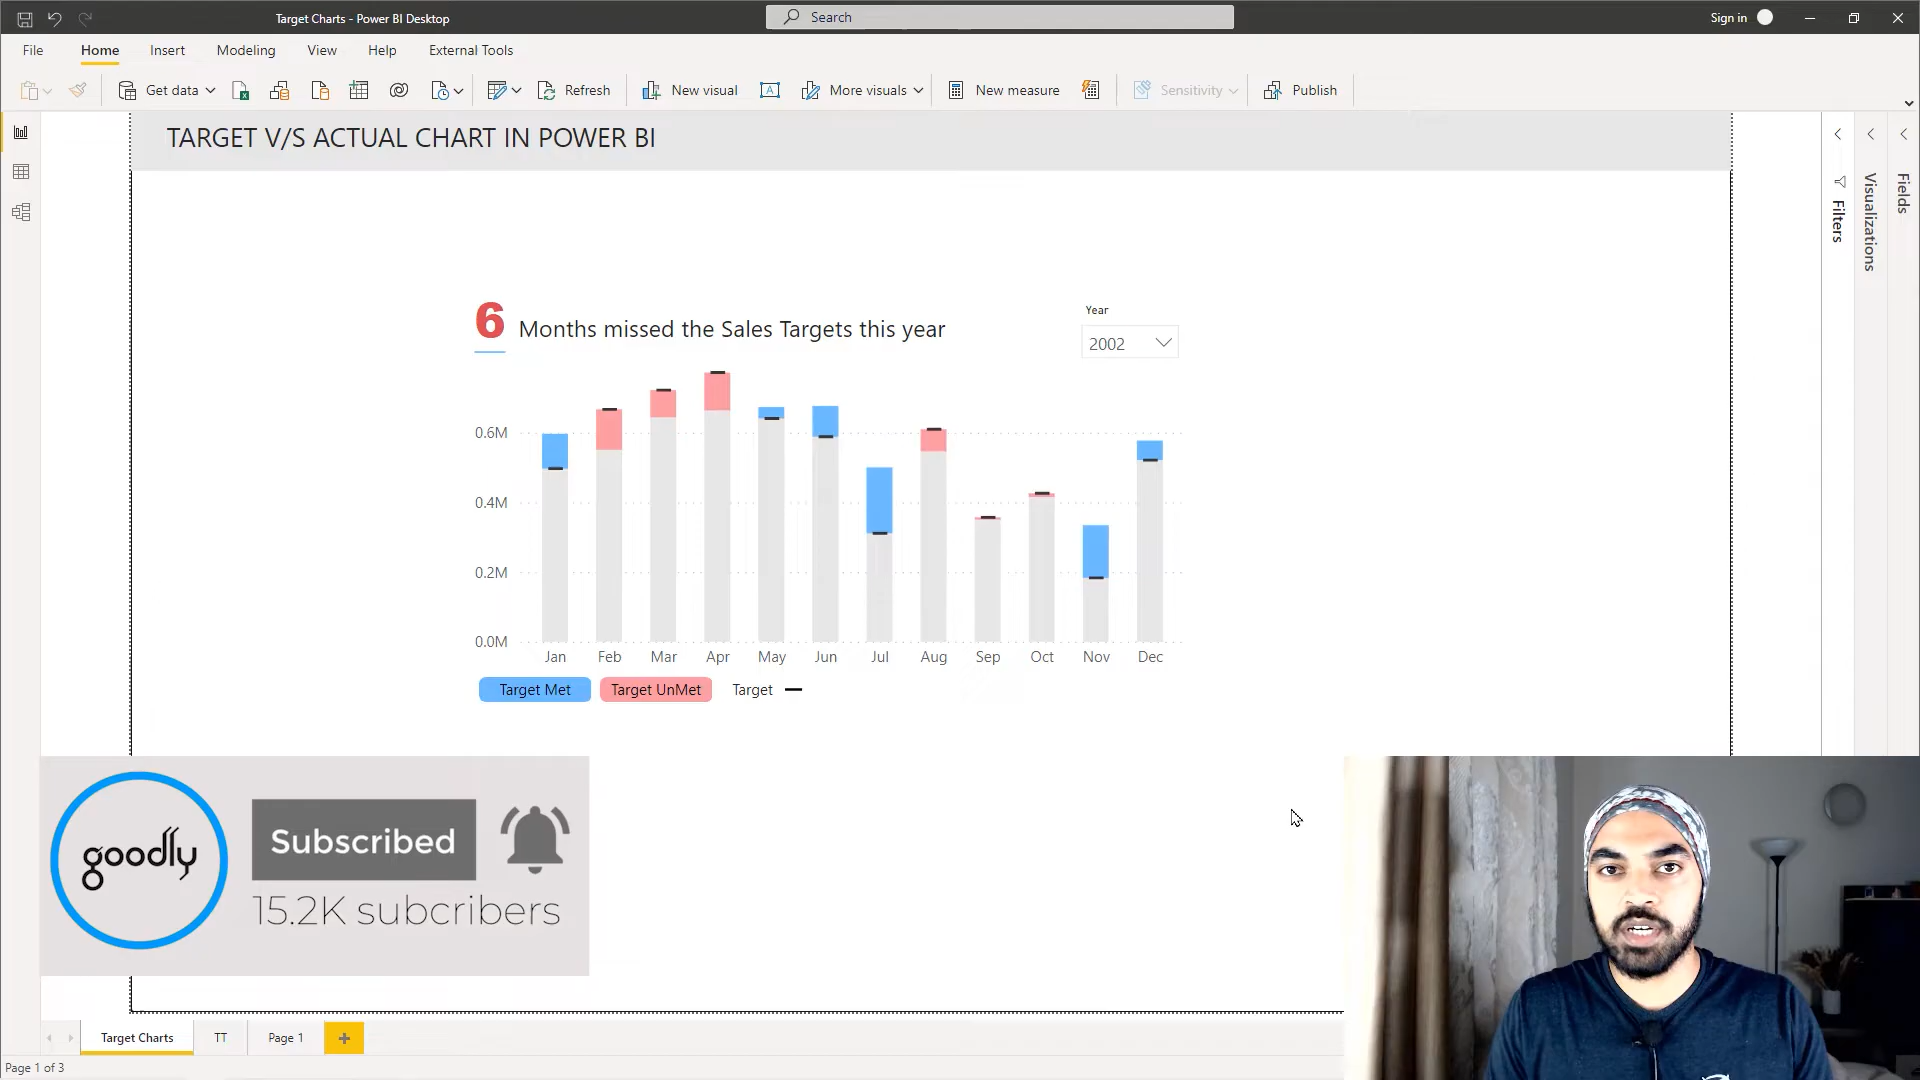 Target Charts - Power BI Desktop
Search
Sign in
File
Home
Insert
Modeling
View
Help
External Tools
Get data
Refresh
New visual
More visuals
New measure
Sensitivity
Publish
TARGET V/S ACTUAL CHART IN POWER BI
Filters
Visualizations
Fields
6 Months missed the Sales Targets this year
Year
2002
0.6M
0.4M
0.2M
0.0M
Jan Feb Mar Apr May Jun Jul Aug Sep Oct Nov Dec
Target Met
Target UnMet
Target
goodly
Subscribed
15.2K subcribers
Target Charts
TT
Page 1
Page 1 of 3